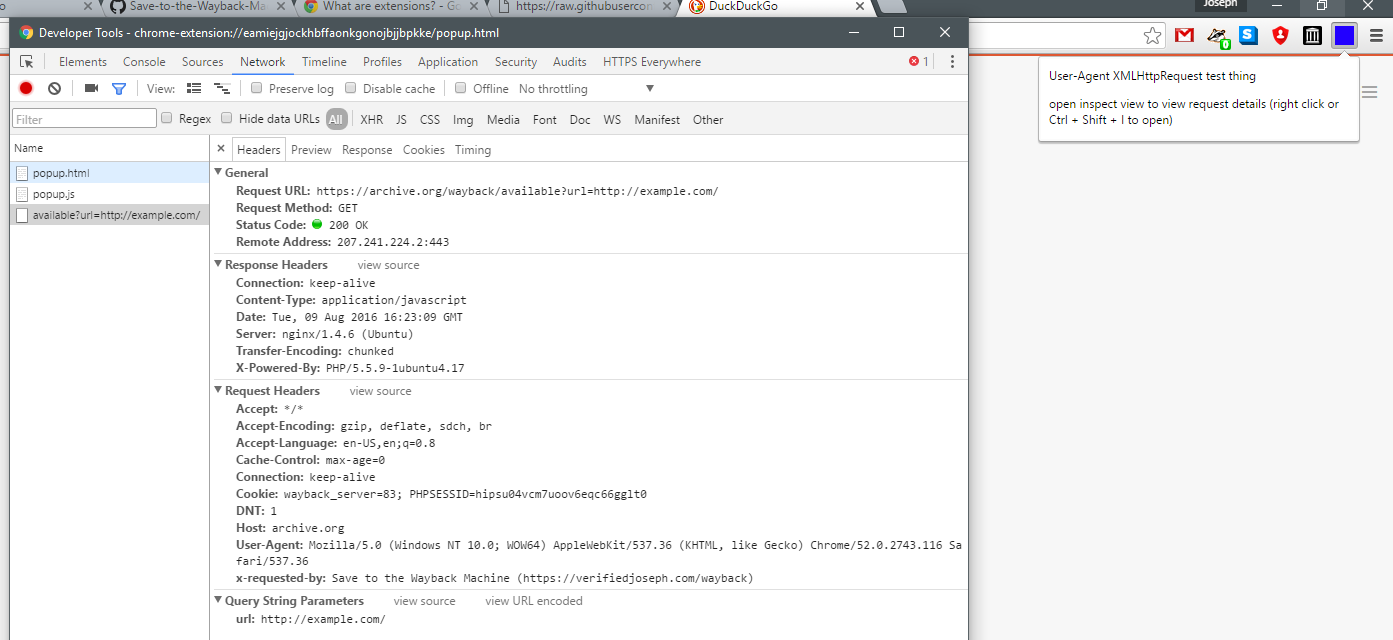 Save-to-the-Wayback-Ma
What are extensions? - Go
https://raw.githubusercon
DuckDuckGo
Joseph
Developer Tools - chrome-extension://eamiejgjockhbffaonkgonojbjjbpkke/popup.html
Elements Console Sources Network Timeline Profiles Application Security Audits HTTPS Everywhere 1
View: Preserve log Disable cache Offline No throttling
Filter Regex Hide data URLs All XHR JS CSS Img Media Font Doc WS Manifest Other
Name
popup.html
popup.js
available?url=http://example.com/
Headers Preview Response Cookies Timing
General
Request URL: https://archive.org/wayback/available?url=http://example.com/
Request Method: GET
Status Code: 200 OK
Remote Address: 207.241.224.2:443
Response Headers view source
Connection: keep-alive
Content-Type: application/javascript
Date: Tue, 09 Aug 2016 16:23:09 GMT
Server: nginx/1.4.6 (Ubuntu)
Transfer-Encoding: chunked
X-Powered-By: PHP/5.5.9-1ubuntu4.17
Request Headers view source
Accept: */*
Accept-Encoding: gzip, deflate, sdch, br
Accept-Language: en-US,en;q=0.8
Cache-Control: max-age=0
Connection: keep-alive
Cookie: wayback_server=83; PHPSESSID=hipsu04vcm7uoov6eqc66gglt0
DNT: 1
Host: archive.org
User-Agent: Mozilla/5.0 (Windows NT 10.0; WOW64) AppleWebKit/537.36 (KHTML, like Gecko) Chrome/52.0.2743.116 Sa
fari/537.36
x-requested-by: Save to the Wayback Machine (https://verifiedjoseph.com/wayback)
Query String Parameters view source view URL encoded
url: http://example.com/
0
User-Agent XMLHttpRequest test thing
open inspect view to view request details (right click or
Ctrl + Shift + I to open)